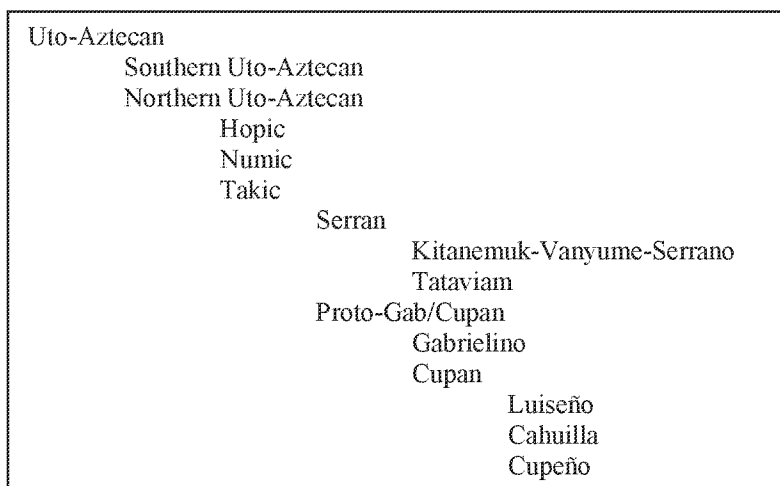 Uto-Aztecan
Southern Uto-Aztecan
Northern Uto-Aztecan
Hopic
Numic
Takic
Serran
Kitanemuk-Vanyume-Serrano
Tataviam
Proto-Gab/Cupan
Gabrielino
Cupan
Luiseño
Cahuilla
Cupeño